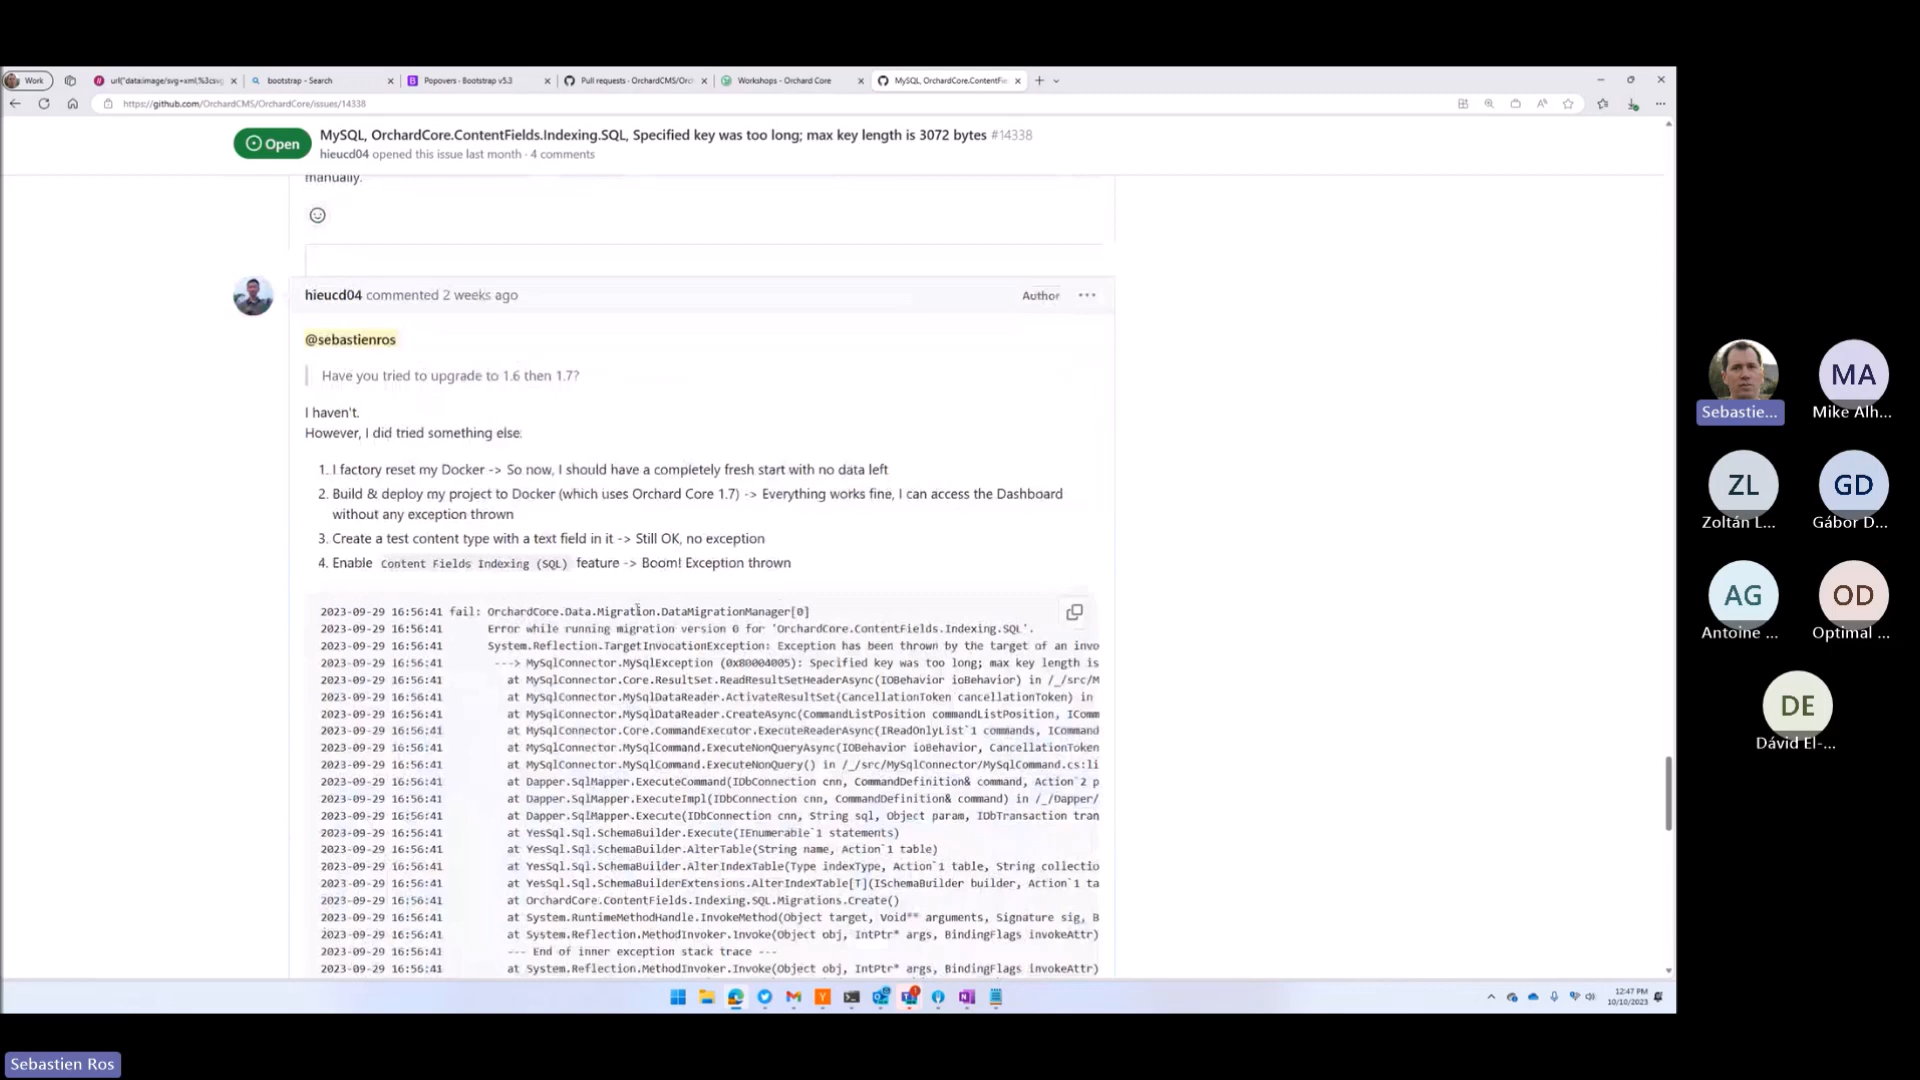 Work
url("data:image/svg+xml,%3csvg
bootstrap - Search
Popovers · Bootstrap v5.3
Pull requests · OrchardCMS/Orc
Workshops - Orchard Core
MySQL, OrchardCore.ContentFie
https://github.com/OrchardCMS/OrchardCore/issues/14338
Open
MySQL, OrchardCore.ContentFields.Indexing.SQL, Specified key was too long; max key length is 3072 bytes #14338
hieucd04 opened this issue last month · 4 comments
manually.
hieucd04 commented 2 weeks ago
Author
@sebastienros
Have you tried to upgrade to 1.6 then 1.7?
I haven't.
However, I did tried something else:
1. I factory reset my Docker -> So now, I should have a completely fresh start with no data left
2. Build & deploy my project to Docker (which uses Orchard Core 1.7) -> Everything works fine, I can access the Dashboard
without any exception thrown
3. Create a test content type with a text field in it -> Still OK, no exception
4. Enable Content Fields Indexing (SQL) feature -> Boom! Exception thrown
2023-09-29 16:56:41 fail: OrchardCore.Data.Migration.DataMigrationManager[0]
2023-09-29 16:56:41 Error while running migration version 0 for 'OrchardCore.ContentFields.Indexing.SQL'.
2023-09-29 16:56:41 System.Reflection.TargetInvocationException: Exception has been thrown by the target of an invo
2023-09-29 16:56:41 ---> MySqlConnector.MySqlException (0x80004005): Specified key was too long; max key length is
2023-09-29 16:56:41 at MySqlConnector.Core.ResultSet.ReadResultSetHeaderAsync(IOBehavior ioBehavior) in /_/src/M
2023-09-29 16:56:41 at MySqlConnector.MySqlDataReader.ActivateResultSet(CancellationToken cancellationToken) in
2023-09-29 16:56:41 at MySqlConnector.MySqlDataReader.CreateAsync(CommandListPosition commandListPosition, IComm
2023-09-29 16:56:41 at MySqlConnector.Core.CommandExecutor.ExecuteReaderAsync(IReadOnlyList`1 commands, ICommand
2023-09-29 16:56:41 at MySqlConnector.MySqlCommand.ExecuteNonQueryAsync(IOBehavior ioBehavior, CancellationToken
2023-09-29 16:56:41 at MySqlConnector.MySqlCommand.ExecuteNonQuery() in /_/src/MySqlConnector/MySqlCommand.cs:li
2023-09-29 16:56:41 at Dapper.SqlMapper.ExecuteCommand(IDbConnection cnn, CommandDefinition& command, Action`2 p
2023-09-29 16:56:41 at Dapper.SqlMapper.ExecuteImpl(IDbConnection cnn, CommandDefinition& command) in /_/Dapper/
2023-09-29 16:56:41 at Dapper.SqlMapper.Execute(IDbConnection cnn, String sql, Object param, IDbTransaction tran
2023-09-29 16:56:41 at YesSql.Sql.SchemaBuilder.Execute(IEnumerable`1 statements)
2023-09-29 16:56:41 at YesSql.Sql.SchemaBuilder.AlterTable(String name, Action`1 table)
2023-09-29 16:56:41 at YesSql.Sql.SchemaBuilder.AlterIndexTable(Type indexType, Action`1 table, String collectio
2023-09-29 16:56:41 at YesSql.Sql.SchemaBuilderExtensions.AlterIndexTable[T](ISchemaBuilder builder, Action`1 ta
2023-09-29 16:56:41 at OrchardCore.ContentFields.Indexing.SQL.Migrations.Create()
2023-09-29 16:56:41 at System.RuntimeMethodHandle.InvokeMethod(Object target, Void** arguments, Signature sig, B
2023-09-29 16:56:41 at System.Reflection.MethodInvoker.Invoke(Object obj, IntPtr* args, BindingFlags invokeAttr)
2023-09-29 16:56:41 --- End of inner exception stack trace ---
2023-09-29 16:56:41 at System.Reflection.MethodInvoker.Invoke(Object obj, IntPtr* args, BindingFlags invokeAttr)
12:47 PM
10/10/2023
Sebastie...
MA
Mike Alh...
ZL
Zoltán L...
GD
Gábor D...
AG
Antoine ...
OD
Optimal ...
DE
Dávid El-...
Sebastien Ros